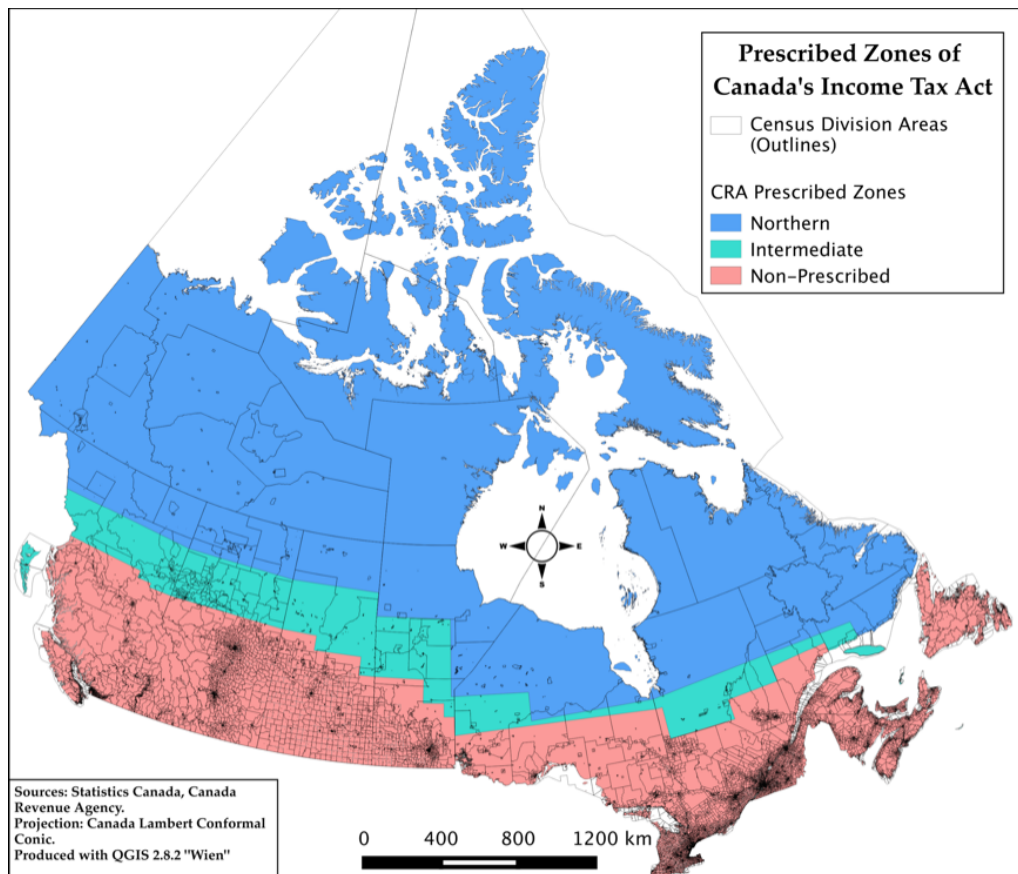 Prescribed Zones of
Canada's Income Tax Act
Census Division Areas
(Outlines)
CRA Prescribed Zones
Northern
Intermediate
Non-Prescribed
N
W
E
S
Sources: Statistics Canada, Canada
Revenue Agency.
Projection: Canada Lambert Conformal
Conic.
Produced with QGIS 2.8.2 "Wien"
0 400 800 1200 km